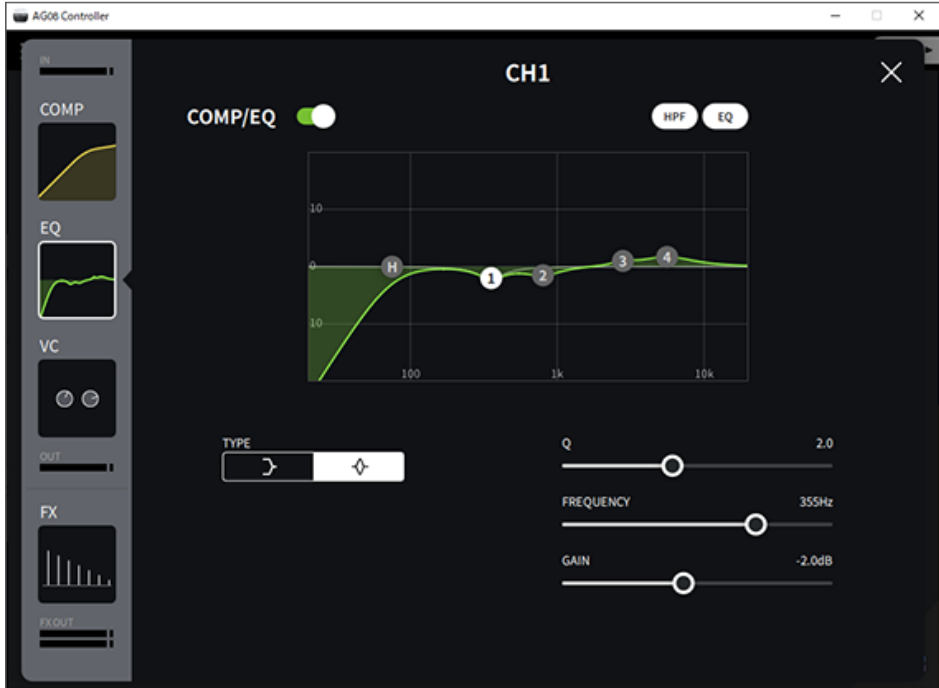 AG08 Controller
IN
CH1
COMP
COMP/EQ
HPF
EQ
10
EQ
0
H
1
2
3
4
10
100
1k
10k
VC
OUT
TYPE
Q
2.0
FREQUENCY
355Hz
GAIN
-2.0dB
FX
FX OUT